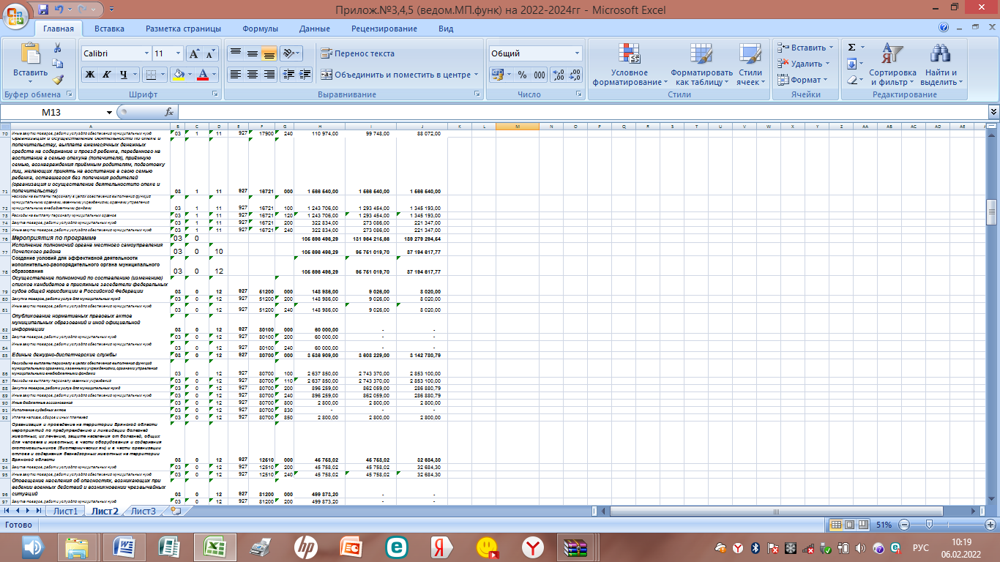 Прилож.№3,4,5 (ведом.МП.функ) на 2022-2024гг - Microsoft Excel
Главная Вставка Разметка страницы Формулы Данные Рецензирование Вид
Вставить
Буфер обмена
Calibri 11
Ж К Ч
Шрифт
Перенос текста
Объединить и поместить в центре
Выравнивание
Общий
% 000
Число
Условное форматирование
Форматировать как таблицу
Стили ячеек
Стили
Вставить
Удалить
Формат
Ячейки
Сортировка и фильтр
Найти и выделить
Редактирование
M13 fx
A B C D E F G H I J K L M N O P Q R S T U V W X Y Z AA AB AC AD AE
70 Иные закупки товаров, работ и услуг для обеспечения муниципальных нужд 03 1 11 927 17900 240 110 974,00 99 748,00 88 072,00
Организация и осуществление деятельности по опеке и
попечительству, выплата ежемесячных денежных
средств на содержание и проезд ребенка, переданного на
воспитание в семью опекуна (попечителя), приёмную
семью, вознаграждения приёмным родителям, подготовку
лиц, желающих принять на воспитание в свою семью
ребенка, оставшегося без попечения родителей
(организация и осуществление деятельностипо опеке и
71 попечительству) 03 1 11 927 16721 000 1 566 540,00 1 566 540,00 1 566 540,00
Расходы на выплаты персоналу в целях обеспечения выполнения функций
муниципальными органами, казенными учреждениями, органами управления
72 муниципальными внебюджетными фондами 03 1 11 927 16721 100 1 243 706,00 1 293 454,00 1 345 193,00
73 Расходы на выплату персоналу муниципальных органов 03 1 11 927 16721 120 1 243 706,00 1 293 454,00 1 345 193,00
74 Закупка товаров, работ и услуг для муниципальных нужд 03 1 11 927 16721 200 322 834,00 273 086,00 221 347,00
75 Иные закупки товаров, работ и услуг для обеспечения муниципальных нужд 03 1 11 927 16721 240 322 834,00 273 086,00 221 347,00
76 Мероприятия по программе 03 0 105 696 496,29 131 984 215,66 189 279 294,54
Исполнение полномочий органа местного самоуправления
77 Почепского района 03 0 10 105 696 496,29 95 751 019,70 87 194 617,77
Создание условий для эффективной деятельности
исполнительно-распорядительного органа муниципального
78 образования 03 0 12 105 696 496,29 95 751 019,70 87 194 617,77
Осуществление полномочий по составлению (изменению)
списков кандидатов в присяжные заседатели федеральных
79 судов общей юрисдикции в Российской Федерации 03 0 12 927 51200 000 148 986,00 9 026,00 8 020,00
80 Закупка товаров, работ и услуг для муниципальных нужд 03 0 12 927 51200 200 148 986,00 9 026,00 8 020,00
81 Иные закупки товаров, работ и услуг для обеспечения муниципальных нужд 03 0 12 927 51200 240 148 986,00 9 026,00 8 020,00
Опубликование нормативных правовых актов
муниципальных образований и иной официальной
82 информации 03 0 12 927 80100 000 60 000,00 - -
83 Закупка товаров, работ и услуг для муниципальных нужд 03 0 12 927 80100 200 60 000,00 - -
84 Иные закупки товаров, работ и услуг для обеспечения муниципальных нужд 03 0 12 927 80100 240 60 000,00 - -
85 Единые дежурно-диспетчерские службы 03 0 12 927 80700 000 3 536 909,00 3 608 229,00 3 142 780,79
Расходы на выплаты персоналу в целях обеспечения выполнения функций
муниципальными органами, казенными учреждениями, органами управления
86 муниципальными внебюджетными фондами 03 0 12 927 80700 100 2 637 850,00 2 743 370,00 2 853 100,00
87 Расходы на выплаты персоналу казенных учреждений 03 0 12 927 80700 110 2 637 850,00 2 743 370,00 2 853 100,00
88 Закупка товаров, работ и услуг для муниципальных нужд 03 0 12 927 80700 200 896 259,00 862 059,00 286 880,79
89 Иные закупки товаров, работ и услуг для обеспечения муниципальных нужд 03 0 12 927 80700 240 896 259,00 862 059,00 286 880,79
90 Иные бюджетные ассигнования 03 0 12 927 80700 800 2 800,00 2 800,00 2 800,00
91 Исполнение судебных актов 03 0 12 927 80700 830 - - -
92 Уплата налогов, сборов и иных платежей 03 0 12 927 80700 850 2 800,00 2 800,00 2 800,00
Организация и проведение на территории Брянской области
мероприятий по предупреждению и ликвидации болезней
животных, их лечению, защите населения от болезней, общих
для человека и животных, в части оборудования и содержания
скотомогильников (биотермических ям) и в части организации
отлова и содержания безнадзорных животных на территории
93 Брянской области 03 0 12 927 12510 000 45 758,02 45 758,02 32 684,30
94 Закупка товаров, работ и услуг для муниципальных нужд 03 0 12 927 12510 200 45 758,02 45 758,02 32 684,30
95 Иные закупки товаров, работ и услуг для обеспечения муниципальных нужд 03 0 12 927 12510 240 45 758,02 45 758,02 32 684,30
Оповещение населения об опасностях, возникающих при
ведении военных действий и возникновении чрезвычайных
96 ситуаций 03 0 12 927 81200 000 499 873,20 - -
97 Закупка товаров, работ и услуг для муниципальных нужд 03 0 12 927 81200 200 499 873,20 - -
Лист1 Лист2 Лист3
Готово 51%
РУС 10:19
06.02.2022